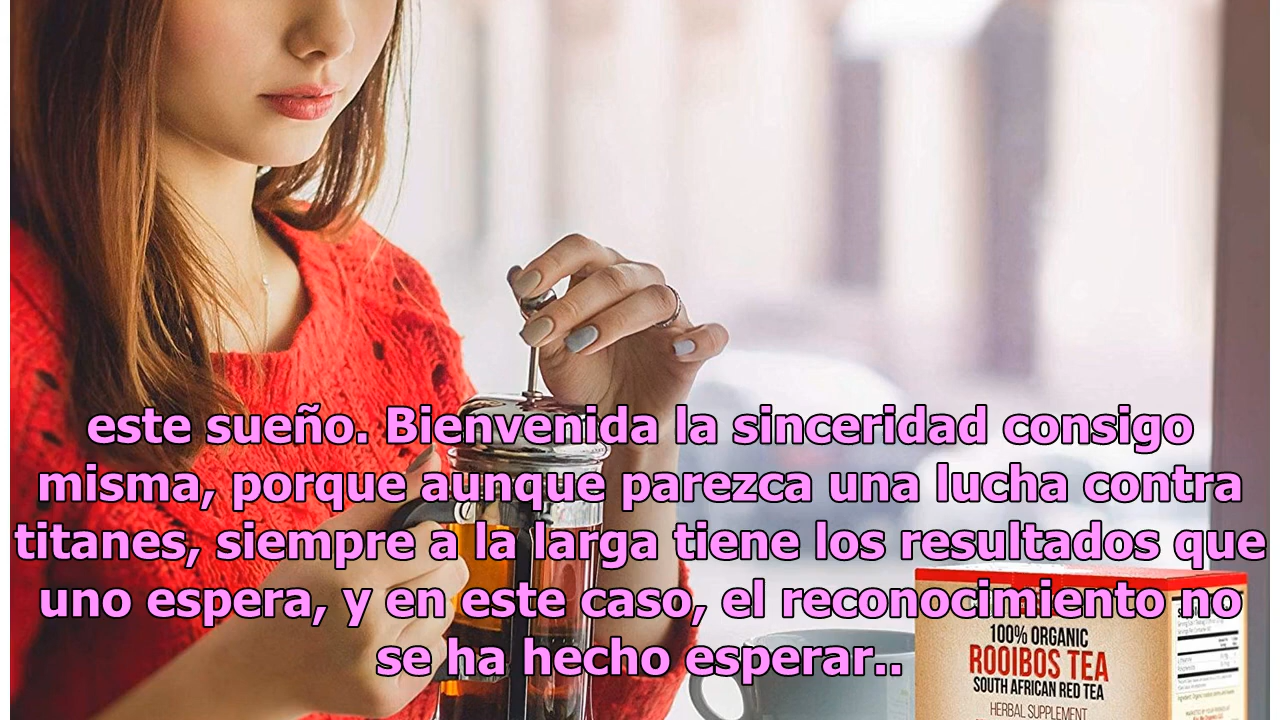 este sueño. Bienvenida la sinceridad consigo
misma, porque aunque parezca una lucha contra
titanes, siempre a la larga tiene los resultados que
uno espera, y en este caso, el reconocimiento no
se ha hecho esperar..
100% ORGANIC
ROOIBOS TEA
SOUTH AFRICAN RED TEA
HERBAL SUPPLEMENT